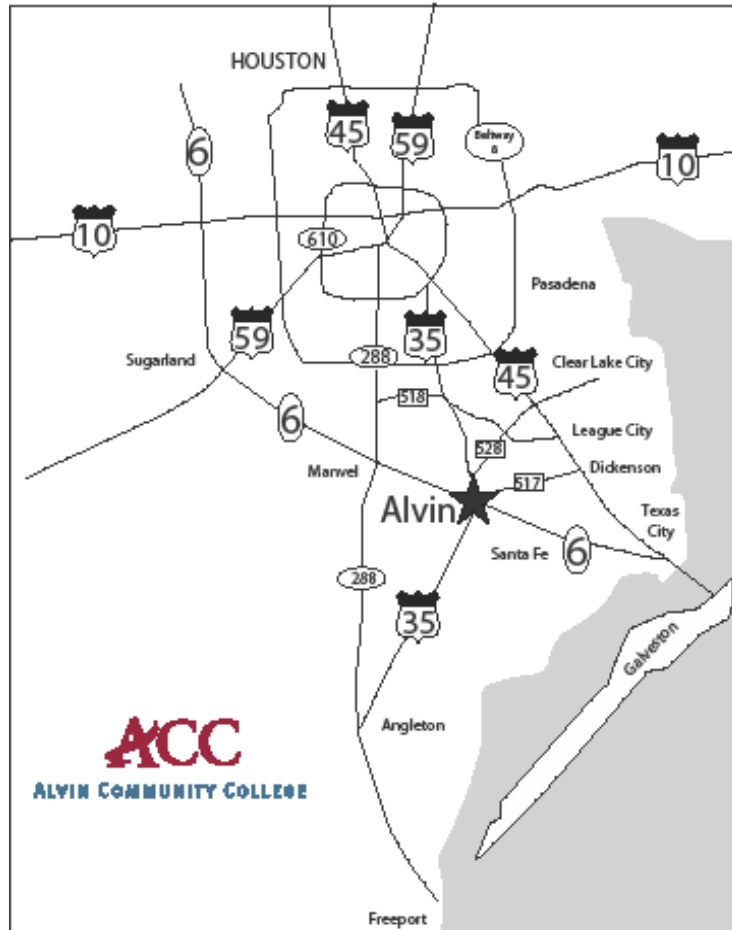 HOUSTON
45
59
Beltway
8
6
10
10
610
Pasadena
59
35
288
Sugarland
45
Clear Lake City
518
6
League City
528
Manvel
Dickenson
517
Alvin
Texas
City
Santa Fe
6
288
35
Galveston
Angleton
ACC
ALVIN COMMUNITY COLLEGE
Freeport